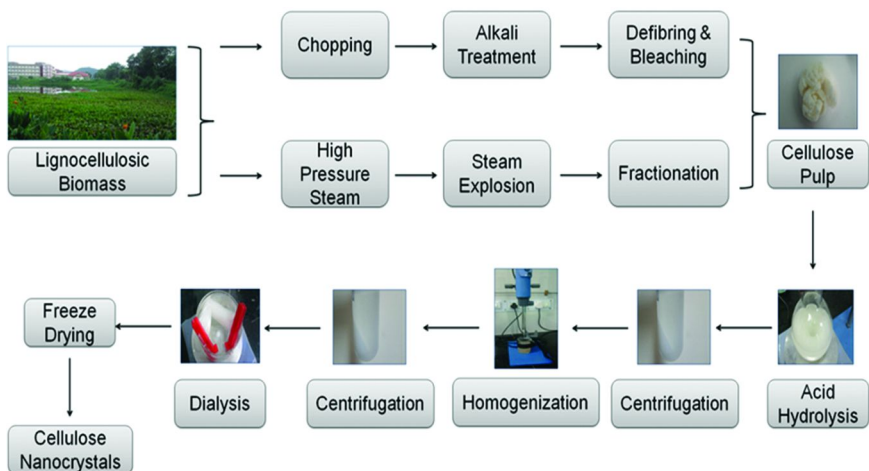 Chopping
Alkali
Treatment
Defibring &
Bleaching
Lignocellulosic
Biomass
High
Pressure
Steam
Steam
Explosion
Fractionation
Cellulose
Pulp
Freeze
Drying
Dialysis
Centrifugation
Homogenization
Centrifugation
Acid
Hydrolysis
Cellulose
Nanocrystals